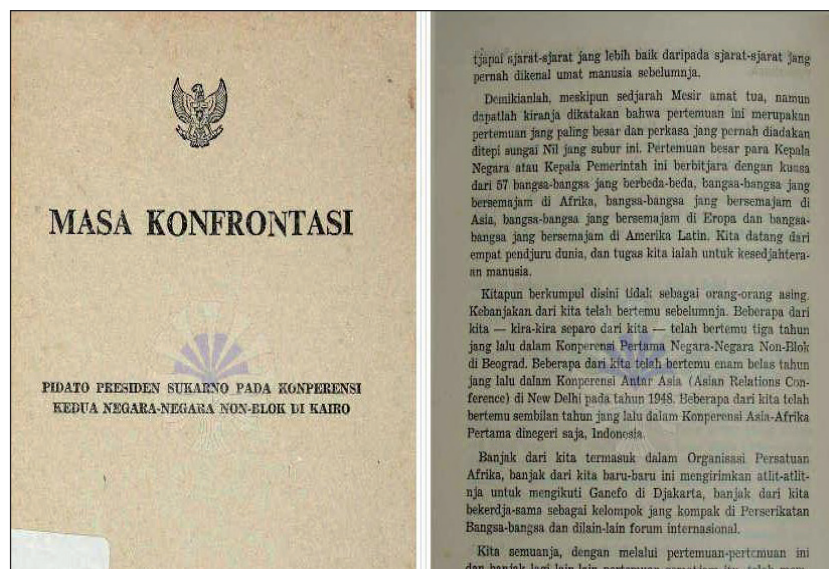 MASA KONFRONTASI
PIDATO PRESIDEN SUKARNO PADA KONPERENSI
KEDUA NEGARA-NEGARA NON-BLOK DI KAIRO
tjapai sjarat-sjarat jang lebih baik daripada sjarat-sjarat jang
pernah dikenal umat manusia sebelumnja.
Demikianlah, meskipun sedjarah Mesir amat tua, namun
dapatlah kiranja dikatakan bahwa pertemuan ini merupakan
pertemuan jang paling besar dan perkasa jang pernah diadakan
ditepi sungai Nil jang subur ini. Pertemuan besar para Kepala
Negara atau Kepala Pemerintah ini berbitjara dengan kuasa
dari 57 bangsa-bangsa jang berbeda-beda, bangsa-bangsa jang
bersemajam di Afrika, bangsa-bangsa jang bersemajam di
Asia, bangsa-bangsa jang bersemajam di Eropa dan bangsa-
bangsa jang bersemajam di Amerika Latin. Kita datang dari
empat pendjuru dunia, dan tugas kita ialah untuk kesedjahtera-
an manusia.
Kitapun berkumpul disini tidak sebagai orang-orang asing.
Kebanjakan dari kita telah bertemu sebelumnja. Beberapa dari
kita — kira-kira separo dari kita — telah bertemu tiga tahun
jang lalu dalam Konperensi Pertama Negara-Negara Non-Blok
di Beograd. Beberapa dari kita telah bertemu enam belas tahun
jang lalu dalam Konperensi Antar Asia (Asian Relations Con-
ference) di New Delhi pada tahun 1948. Beberapa dari kita telah
bertemu sembilan tahun jang lalu dalam Konperensi Asia-Afrika
Pertama dinegeri saja, Indonesia.
Banjak dari kita termasuk dalam Organisasi Persatuan
Afrika, banjak dari kita baru-baru ini mengirimkan atlit-atlit-
nja untuk mengikuti Ganefo di Djakarta, banjak dari kita
bekerdja-sama sebagai kelompok jang kompak di Perserikatan
Bangsa-bangsa dan dilain-lain forum internasional.
Kita semuanja, dengan melalui pertemuan-pertemuan ini
dan banjak lagi lain-lain pertemuan